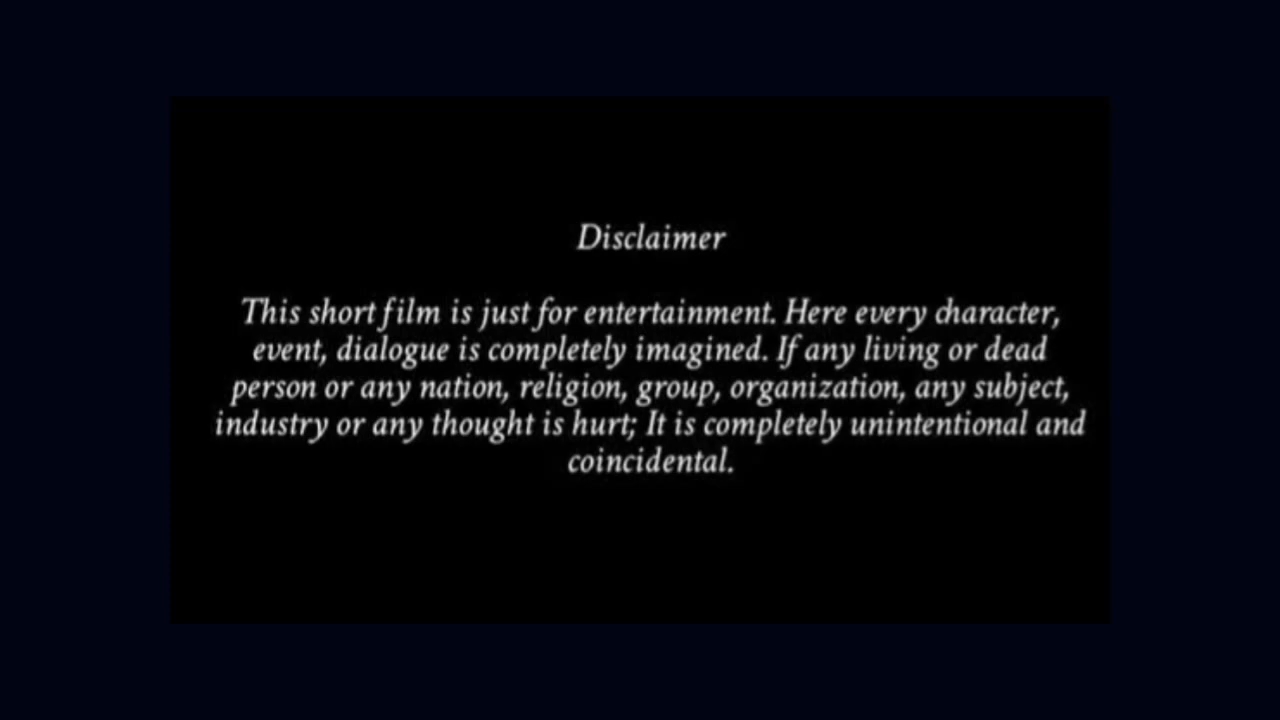 Disclaimer
This short film is just for entertainment. Here every character,
event, dialogue is completely imagined. If any living or dead
person or any nation, religion, group, organization, any subject,
industry or any thought is hurt; It is completely unintentional and
coincidental.